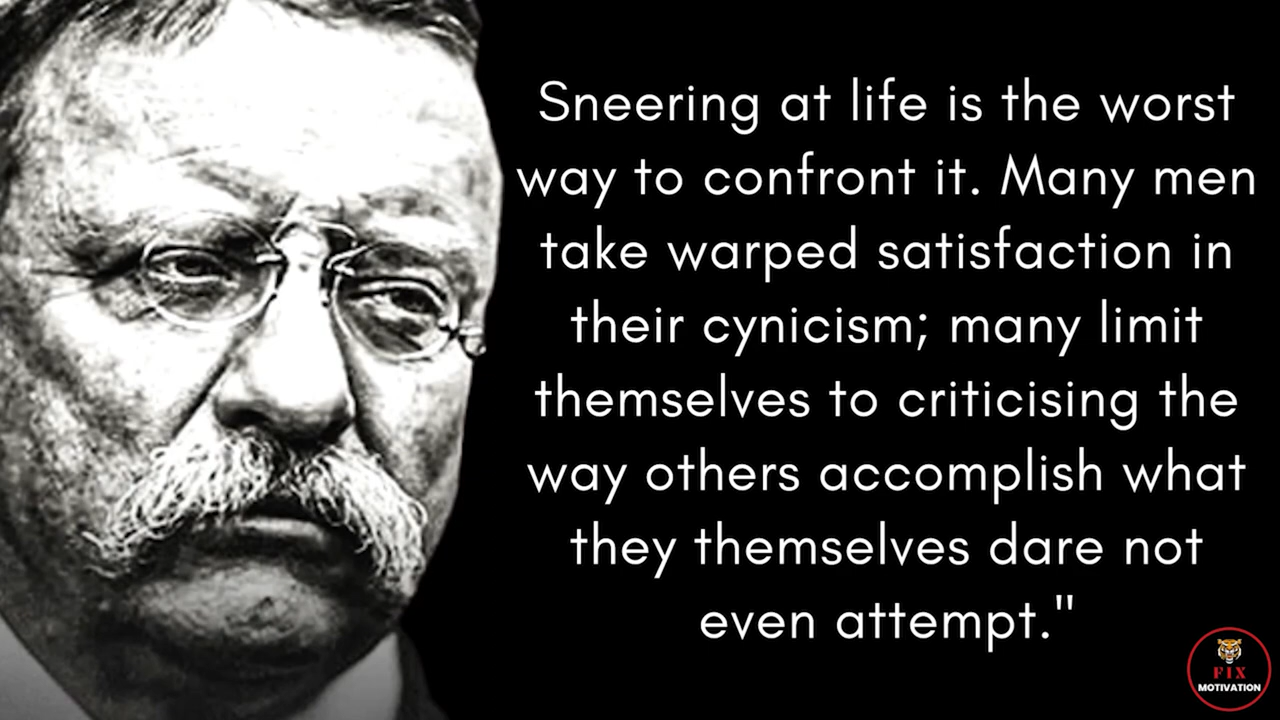 Sneering at life is the worst
way to confront it. Many men
take warped satisfaction in
their cynicism; many limit
themselves to criticising the
way others accomplish what
they themselves dare not
even attempt."
FIX
MOTIVATION